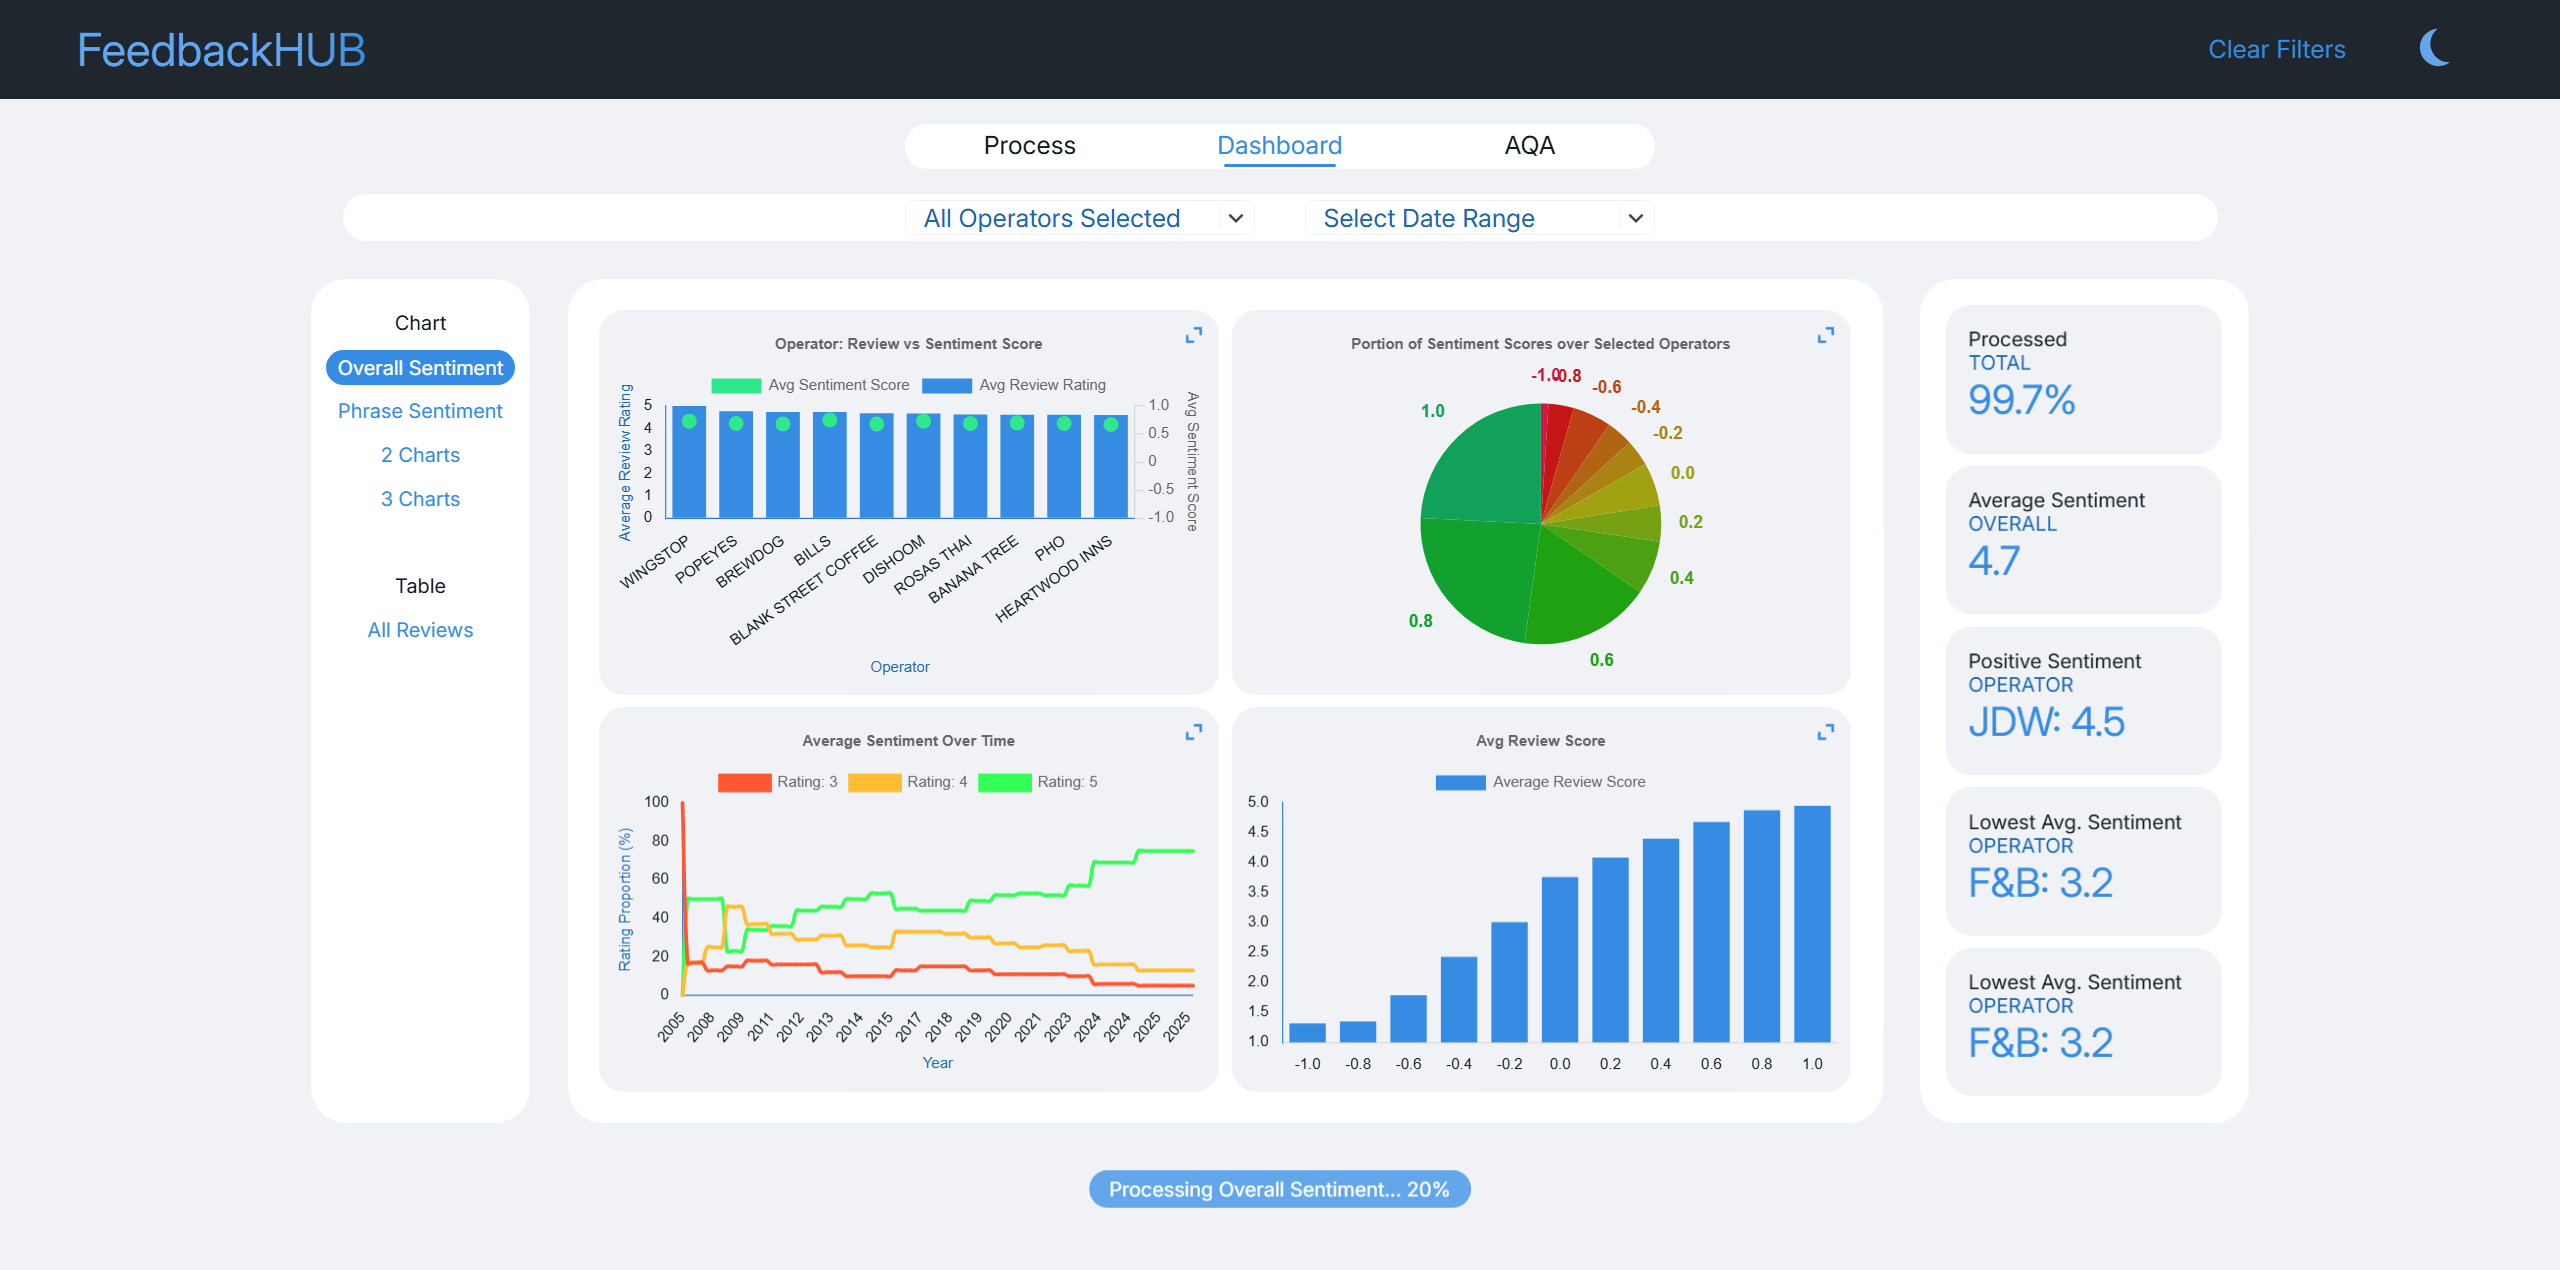 FeedbackHUB
Clear Filters
Process
Dashboard
AQA
All Operators Selected
Select Date Range
Chart
Overall Sentiment
Phrase Sentiment
2 Charts
3 Charts
Table
All Reviews
Operator: Review vs Sentiment Score
Avg Sentiment Score
Avg Review Rating
Average Review Rating
5
4
3
2
1
0
1.0
0.5
0
-0.5
-1.0
Avg Sentiment Score
WINGSTOP
POPEYES
BREWDOG
BILLS
BLANK STREET COFFEE
DISHOOM
ROSAS THAI
BANANA TREE
PHO
HEARTWOOD INNS
Operator
Portion of Sentiment Scores over Selected Operators
-1.0
-0.8
-0.6
-0.4
-0.2
0.0
0.2
0.4
0.6
0.8
1.0
Average Sentiment Over Time
Rating: 3
Rating: 4
Rating: 5
Rating Proportion (%)
100
80
60
40
20
0
2005
2008
2009
2011
2012
2013
2014
2015
2017
2018
2019
2020
2021
2023
2024
2024
2025
2025
Year
Avg Review Score
Average Review Score
5.0
4.5
4.0
3.5
3.0
2.5
2.0
1.5
1.0
-1.0
-0.8
-0.6
-0.4
-0.2
0.0
0.2
0.4
0.6
0.8
1.0
Processed
TOTAL
99.7%
Average Sentiment
OVERALL
4.7
Positive Sentiment
OPERATOR
JDW: 4.5
Lowest Avg. Sentiment
OPERATOR
F&B: 3.2
Lowest Avg. Sentiment
OPERATOR
F&B: 3.2
Processing Overall Sentiment... 20%